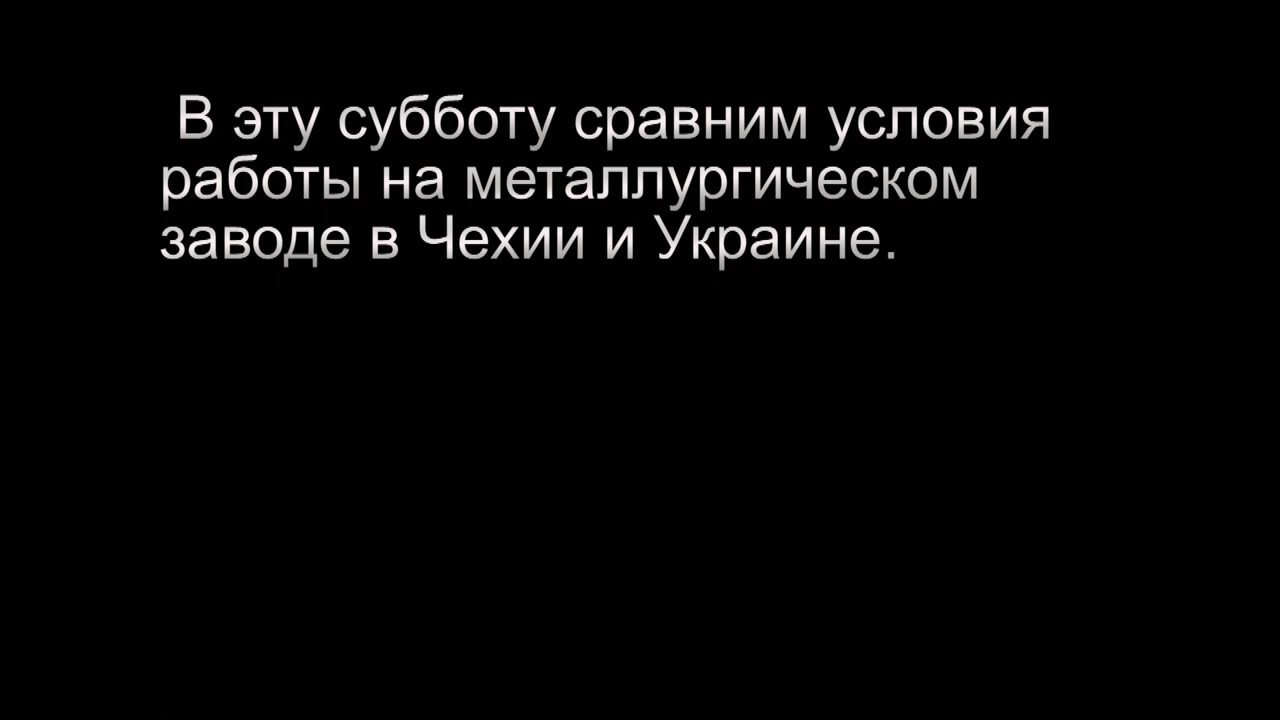 В эту субботу сравним условия
работы на металлургическом
заводе в Чехии и Украине.